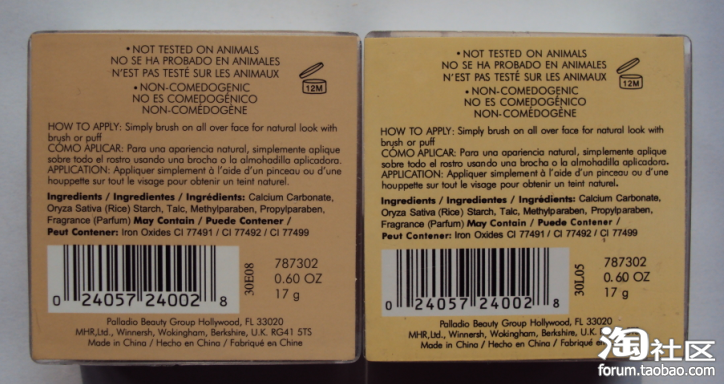 • NOT TESTED ON ANIMALS
NO SE HA PROBADO EN ANIMALES
N'EST PAS TESTÉ SUR LES ANIMAUX
• NON-COMEDOGENIC
NO ES COMEDOGÉNICO
NON-COMEDOGÈNE
12M
HOW TO APPLY: Simply brush on all over face for natural look with
brush or puff
CÓMO APLICAR: Para una apariencia natural, simplemente aplique
sobre todo el rostro usando una brocha o la almohadilla aplicadora.
APPLICATION: Appliquer simplement à l'aide d'un pinceau ou d'une
houppette sur tout le visage pour obtenir un teint naturel.
Ingredients / Ingredientes / Ingrédients: Calcium Carbonate,
Oryza Sativa (Rice) Starch, Talc, Methylparaben, Propylparaben,
Fragrance (Parfum) May Contain / Puede Contener /
Peut Contener: Iron Oxides CI 77491 / CI 77492 / CI 77499
0 24057 24002 8
30E08
787302
0.60 OZ
17 g
Palladio Beauty Group Hollywood, FL 33020
MHR,Ltd., Winnersh, Wokingham, Berkshire, U.K. RG41 5TS
Made in China / Hecho en China / Fabriqué en Chine
• NOT TESTED ON ANIMALS
NO SE HA PROBADO EN ANIMALES
N'EST PAS TESTÉ SUR LES ANIMAUX
• NON-COMEDOGENIC
NO ES COMEDOGÉNICO
NON-COMEDOGÈNE
12M
HOW TO APPLY: Simply brush on all over face for natural look with
brush or puff
CÓMO APLICAR: Para una apariencia natural, simplemente aplique
sobre todo el rostro usando una brocha o la almohadilla aplicadora.
APPLICATION: Appliquer simplement à l'aide d'un pinceau ou d'une
houppette sur tout le visage pour obtenir un teint naturel.
Ingredients / Ingredientes / Ingrédients: Calcium Carbonate,
Oryza Sativa (Rice) Starch, Talc, Methylparaben, Propylparaben,
Fragrance (Parfum) May Contain / Puede Contener /
Peut Contener: Iron Oxides CI 77491 / CI 77492 / CI 77499
0 24057 24002 8
30L05
787302
0.60 OZ
17 g
Palladio Beauty Group Hollywood, FL 33020
MHR,Ltd., Winnersh, Wokingham, Berkshire, U.K.
Made in China / Hecho en China / Fabriqué en
淘社区
forum.taobao.com